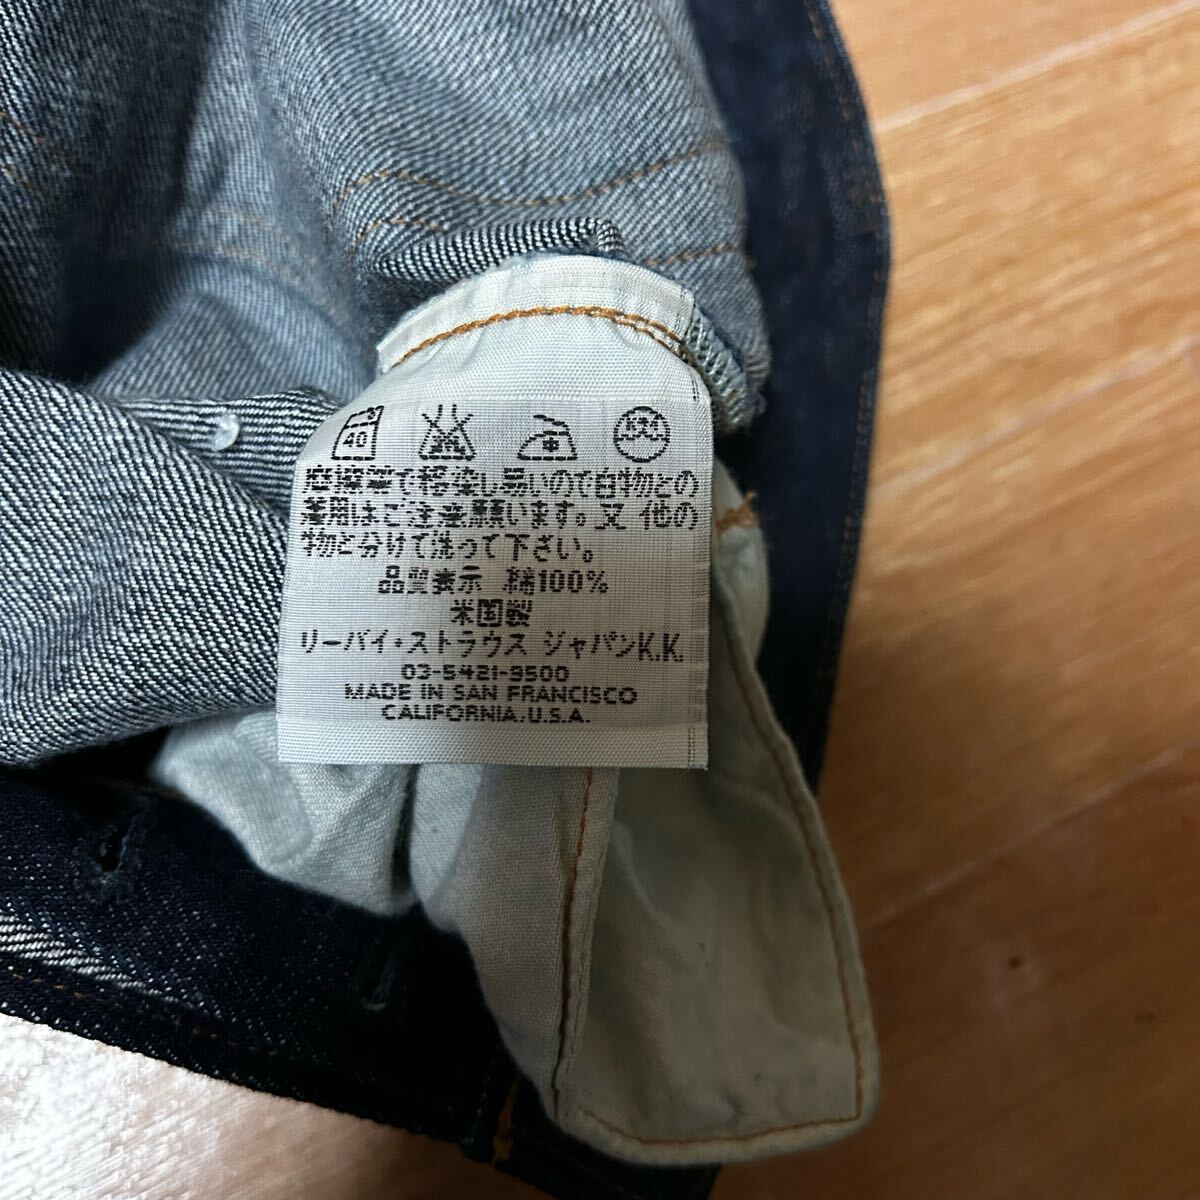 40
摩擦等で移染し易いので白物との
着用はご注意願います。又 他の
物と分けて洗って下さい。
品質表示 綿100%
米国製
リーバイ・ストラウス ジャパンK.K.
03-5421-9500
MADE IN SAN FRANCISCO
CALIFORNIA.U.S.A.